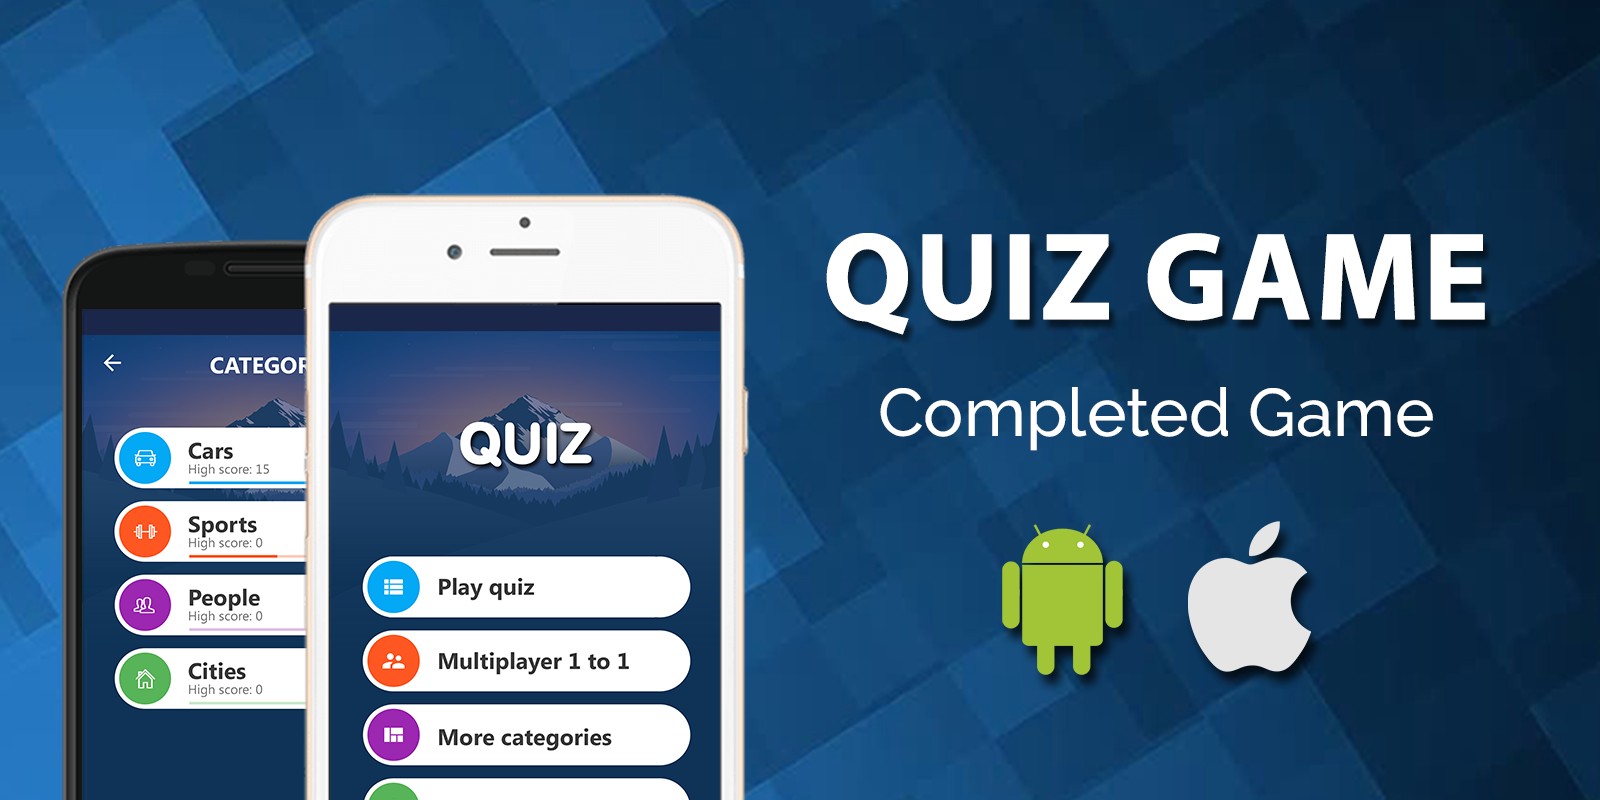 QUIZ GAME
Completed Game
CATEGOR
Cars
High score: 15
Sports
High score: 0
People
High score: 0
Cities
High score: 0
QUIZ
Play quiz
Multiplayer 1 to 1
More categories